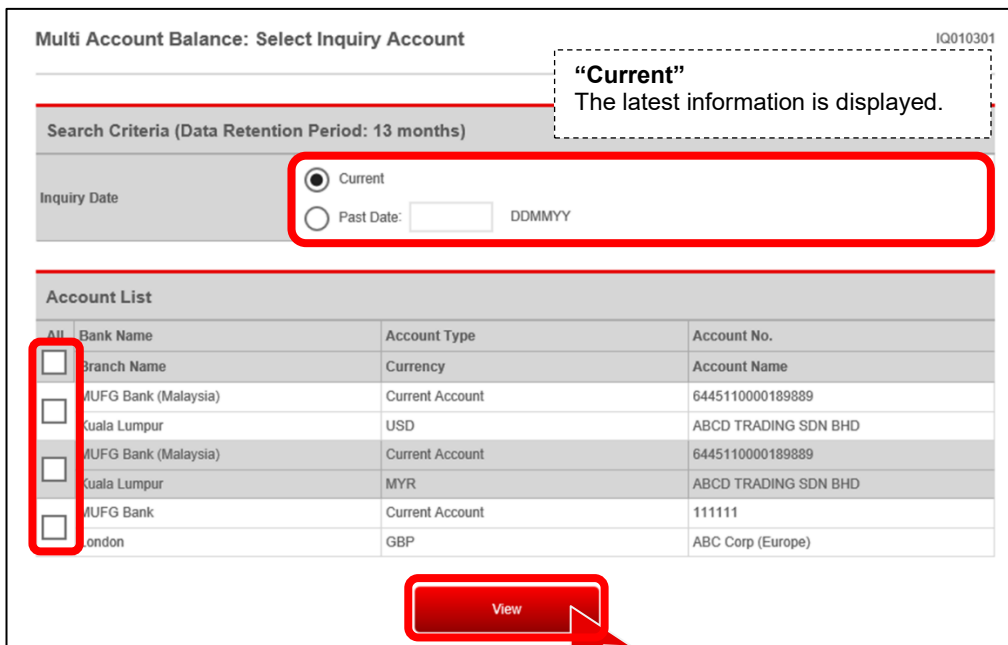 Multi Account Balance: Select Inquiry Account
IQ010301
“Current”
The latest information is displayed.
Search Criteria (Data Retention Period: 13 months)
Inquiry Date
Current
Past Date:
DDMMYY
Account List
All Bank Name Account Type Account No.
Branch Name Currency Account Name
MUFG Bank (Malaysia) Current Account 6445110000189889
Kuala Lumpur USD ABCD TRADING SDN BHD
MUFG Bank (Malaysia) Current Account 6445110000189889
Kuala Lumpur MYR ABCD TRADING SDN BHD
MUFG Bank Current Account 111111
London GBP ABC Corp (Europe)
View